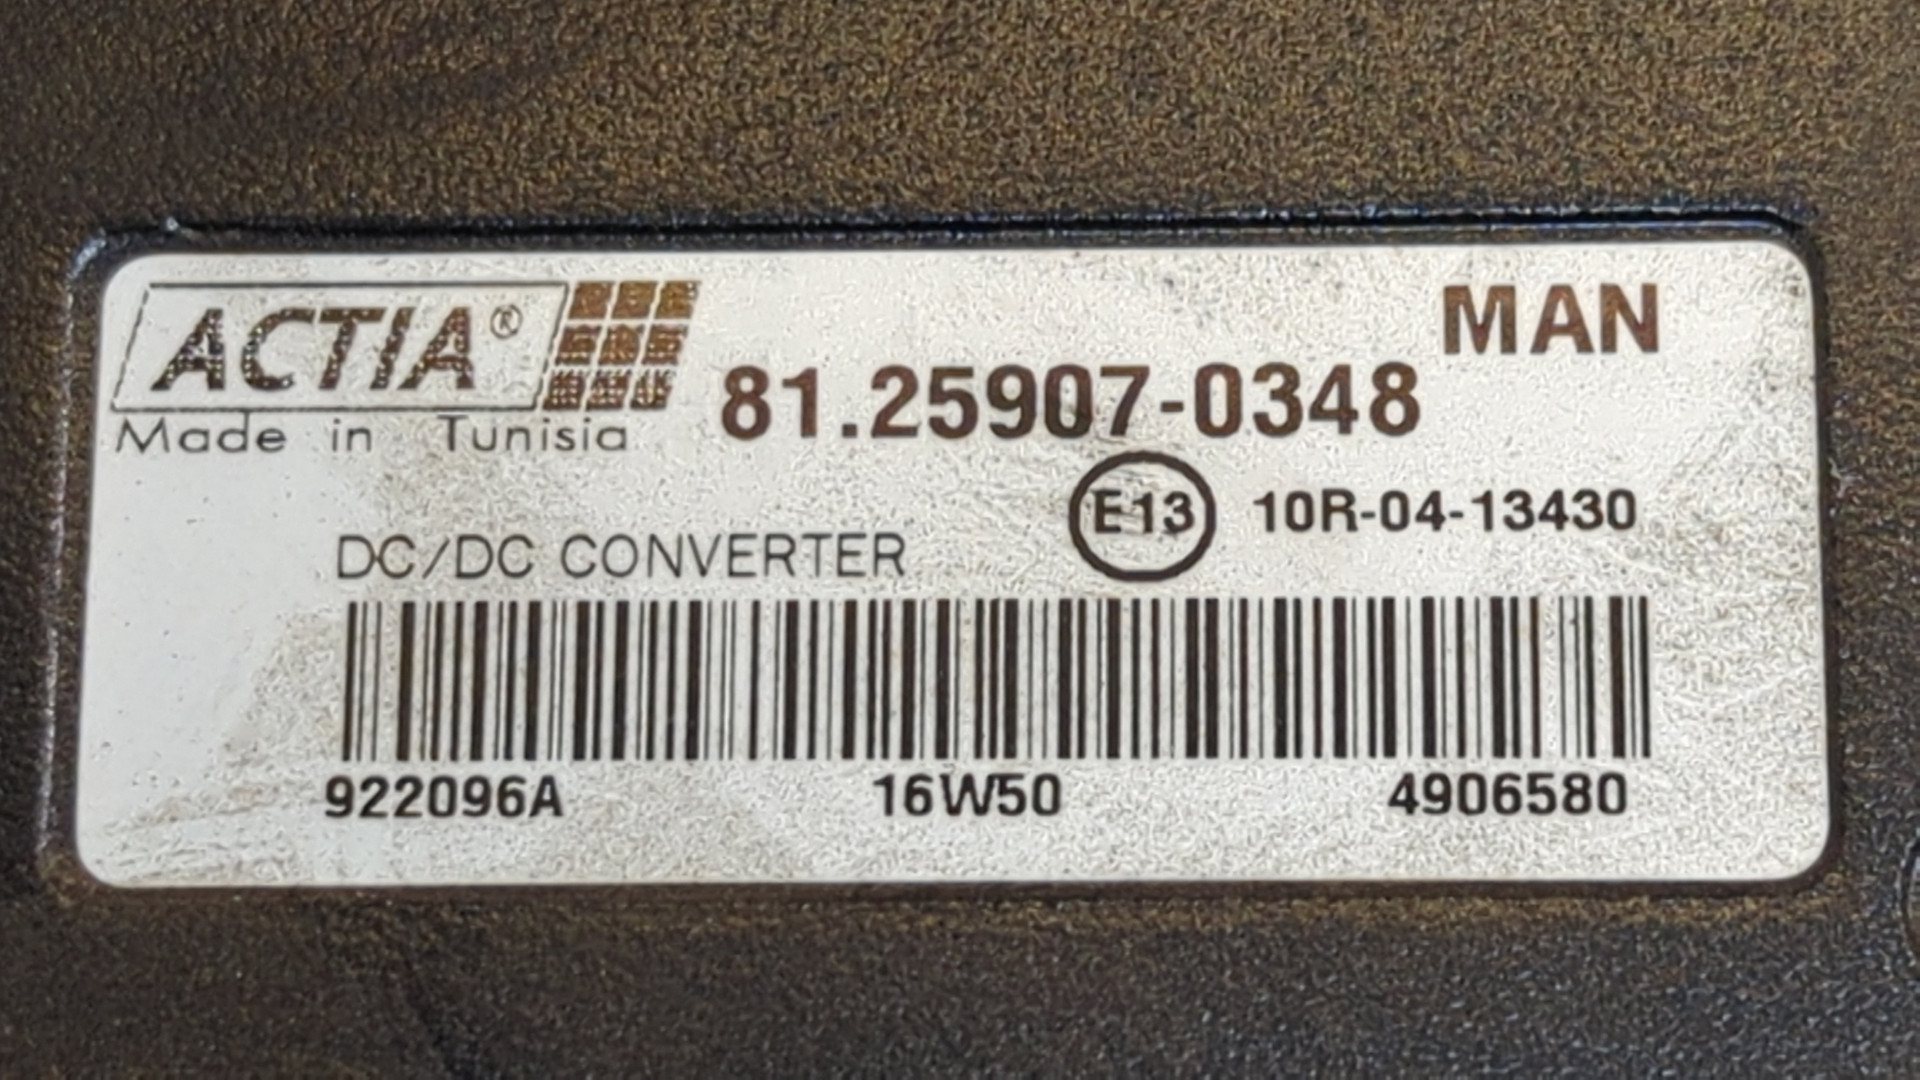 ACTIA®
MAN
81.25907-0348
Made in Tunisia
E13 10R-04-13430
DC/DC CONVERTER
922096A 16W50 4906580